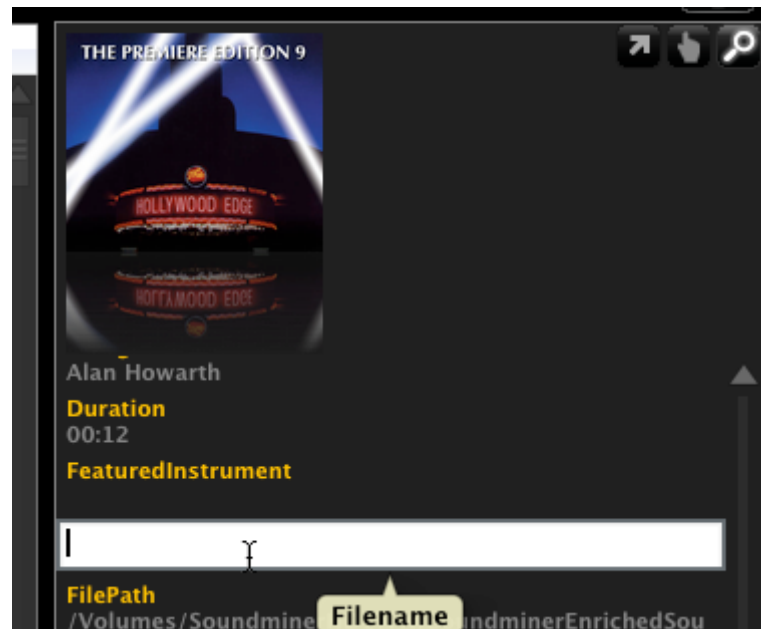 THE PREMIERE EDITION 9
HOLLYWOOD EDGE
HOLLYWOOD EDGE
Alan Howarth
Duration
00:12
FeaturedInstrument
FilePath
/Volumes/Soundmine
Filename
ndminerEnrichedSou